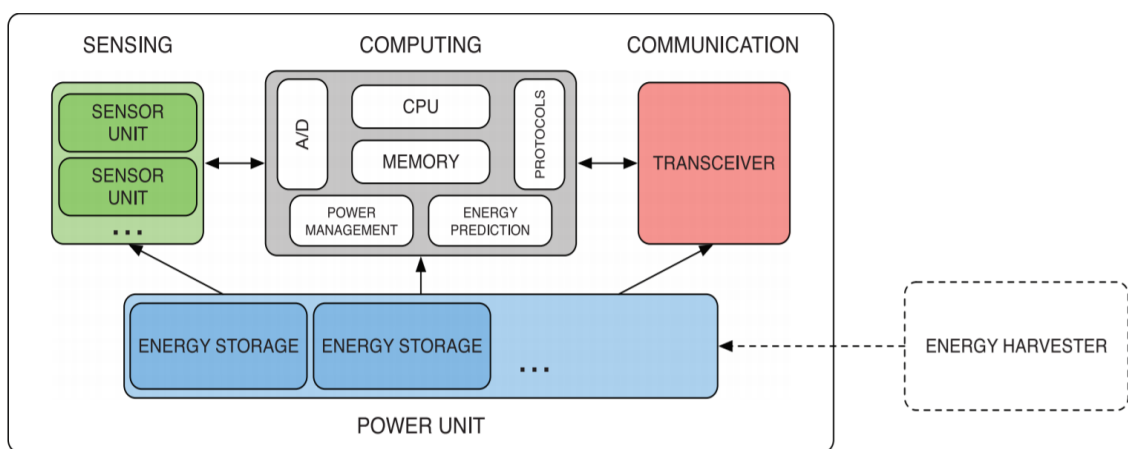 SENSING
COMPUTING
COMMUNICATION
SENSOR
UNIT
SENSOR
UNIT
...
A/D
CPU
MEMORY
PROTOCOLS
POWER
MANAGEMENT
ENERGY
PREDICTION
TRANSCEIVER
ENERGY STORAGE
ENERGY STORAGE
...
ENERGY HARVESTER
POWER UNIT